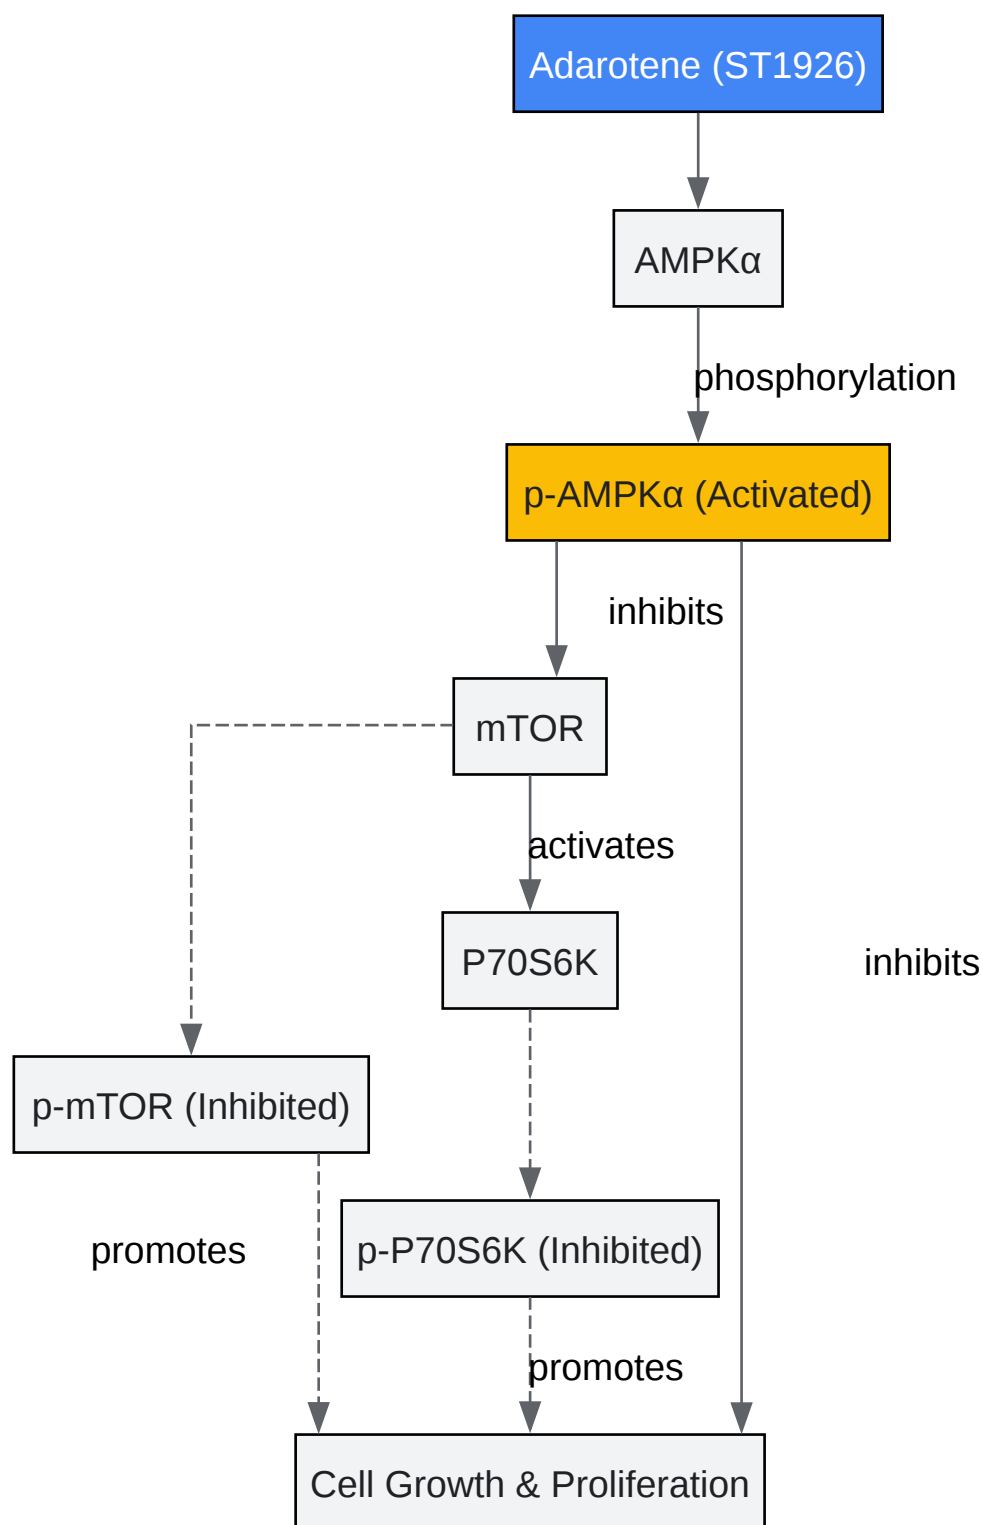 Adarotene (ST1926)
AMPKα
phosphorylation
p-AMPKα (Activated)
inhibits
mTOR
activates
P70S6K
inhibits
p-mTOR (Inhibited)
promotes
p-P70S6K (Inhibited)
promotes
Cell Growth & Proliferation